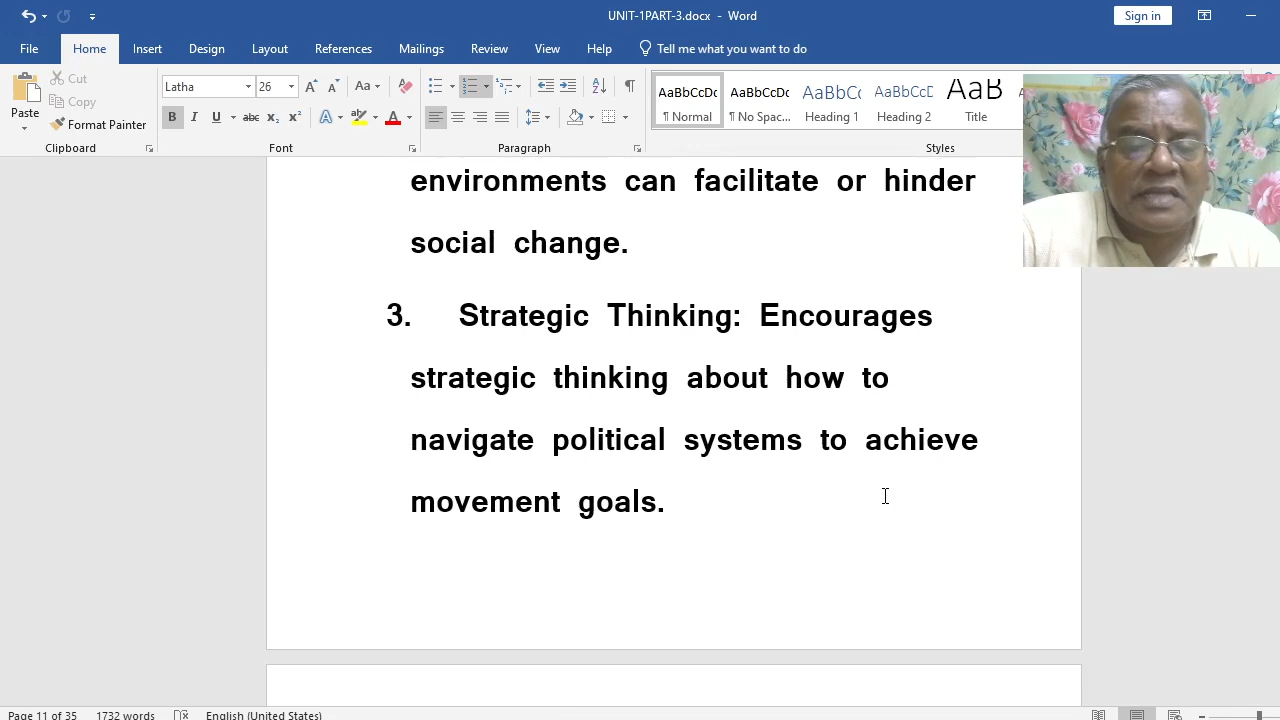 UNIT-1PART-3.docx - Word
Sign in
File Home Insert Design Layout References Mailings Review View Help Tell me what you want to do
Paste
Cut
Copy
Format Painter
Clipboard
Latha 26
Font
Paragraph
AaBbCcDc AaBbCcDc AaBbCc AaBbCcD AaB
¶ Normal ¶ No Spac... Heading 1 Heading 2 Title
Styles
environments can facilitate or hinder
social change.
3. Strategic Thinking: Encourages
strategic thinking about how to
navigate political systems to achieve
movement goals.
Page 11 of 35 1732 words English (United States)